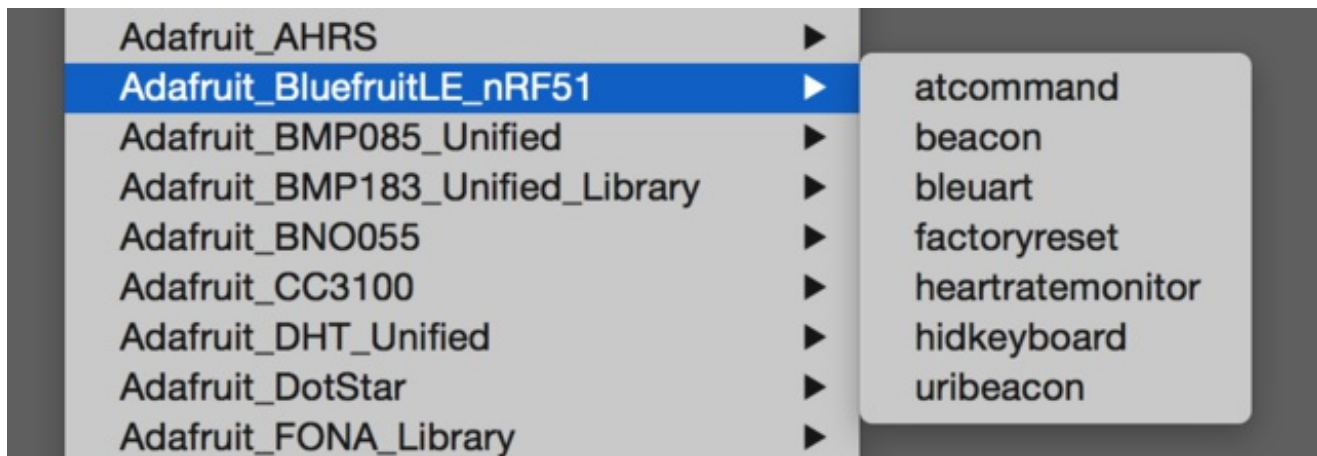 Adafruit_AHRS
Adafruit_BluefruitLE_nRF51
Adafruit_BMP085_Unified
Adafruit_BMP183_Unified_Library
Adafruit_BNO055
Adafruit_CC3100
Adafruit_DHT_Unified
Adafruit_DotStar
Adafruit_FONA_Library
atcommand
beacon
bleuart
factoryreset
heartratemonitor
hidkeyboard
uribeacon